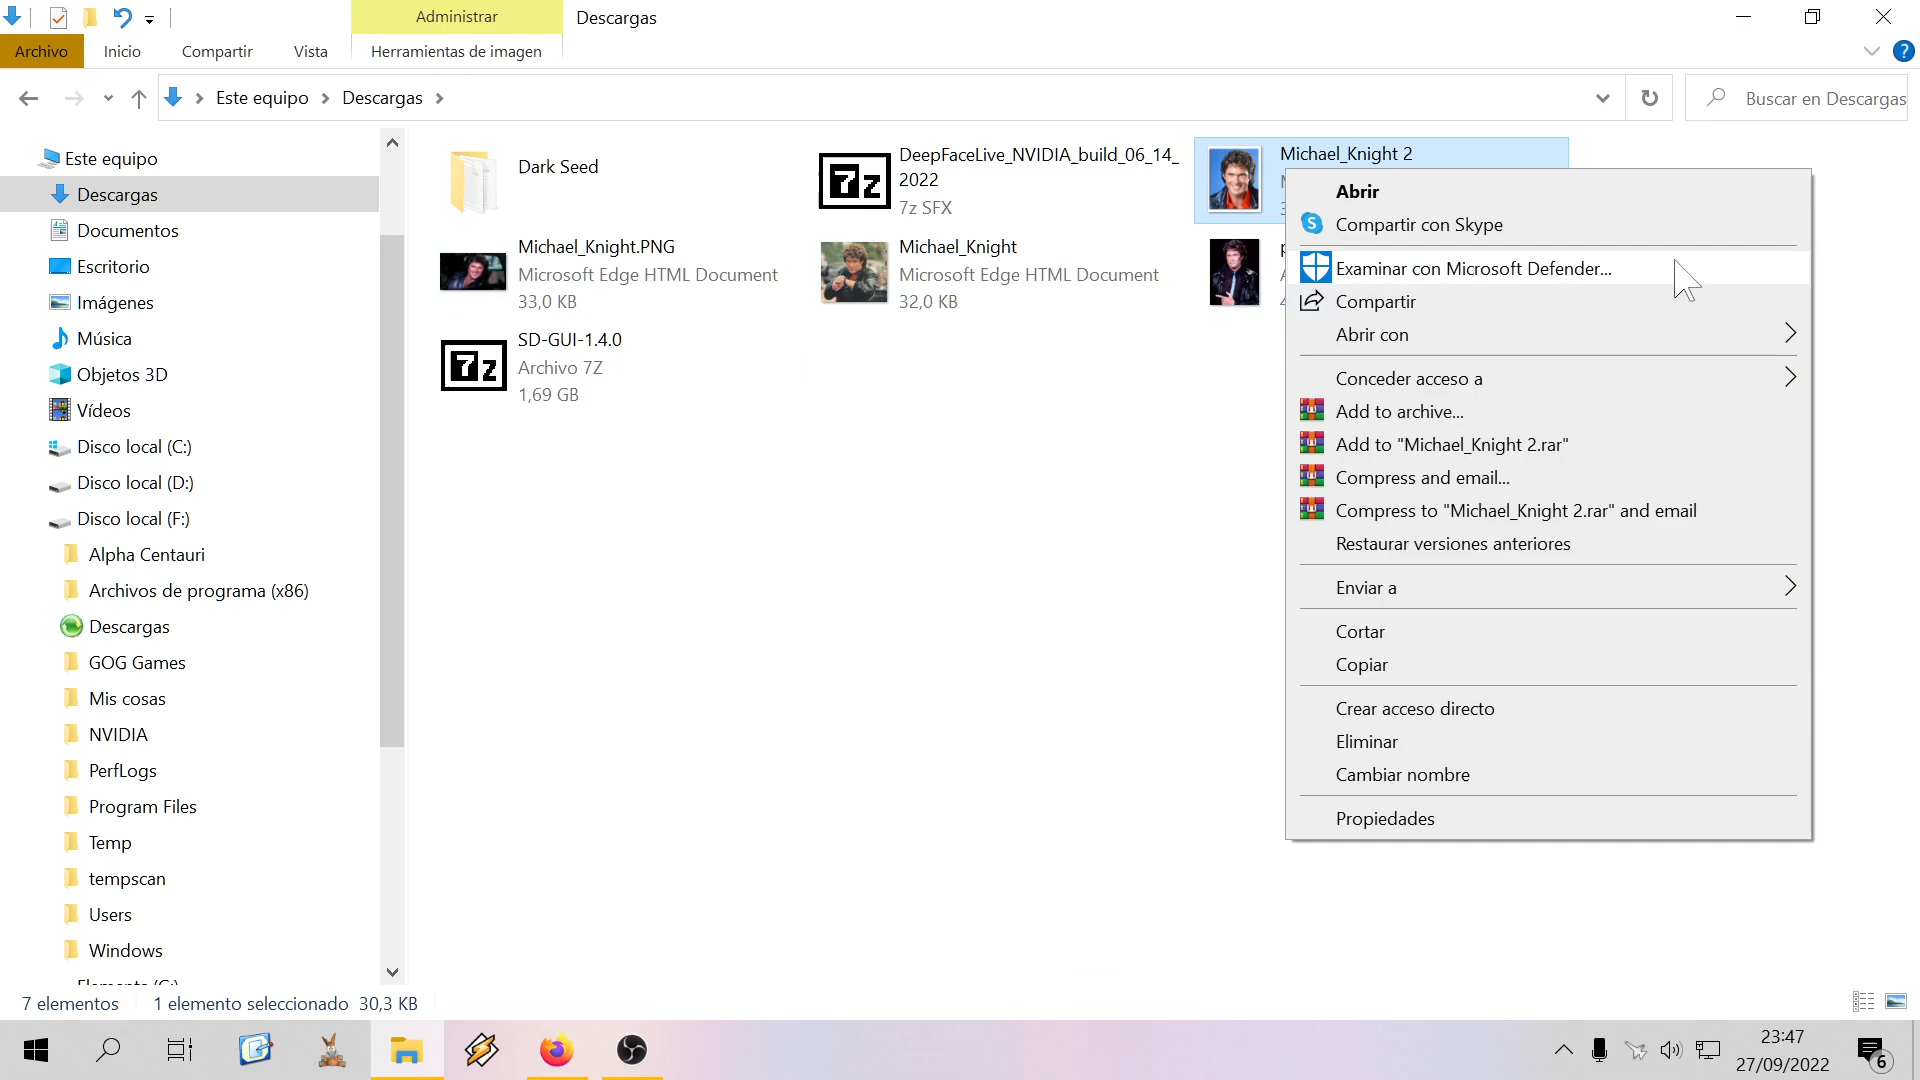 Administrar
Descargas
Archivo
Inicio
Compartir
Vista
Herramientas de imagen
?
Este equipo
Descargas
Buscar en Descargas
Este equipo
Descargas
Documentos
Escritorio
Imágenes
Música
Objetos 3D
Vídeos
Disco local (C:)
Disco local (D:)
Disco local (F:)
Alpha Centauri
Archivos de programa (x86)
Descargas
GOG Games
Mis cosas
NVIDIA
PerfLogs
Program Files
Temp
tempscan
Users
Windows
Dark Seed
7z
DeepFaceLive_NVIDIA_build_06_14_
2022
7z SFX
Michael_Knight 2
Michael_Knight.PNG
Microsoft Edge HTML Document
33,0 KB
Michael_Knight
Microsoft Edge HTML Document
32,0 KB
7z
SD-GUI-1.4.0
Archivo 7Z
1,69 GB
Abrir
S
Compartir con Skype
Examinar con Microsoft Defender...
Compartir
Abrir con
Conceder acceso a
Add to archive...
Add to "Michael_Knight 2.rar"
Compress and email...
Compress to "Michael_Knight 2.rar" and email
Restaurar versiones anteriores
Enviar a
Cortar
Copiar
Crear acceso directo
Eliminar
Cambiar nombre
Propiedades
7 elementos
1 elemento seleccionado 30,3 KB
23:47
27/09/2022
6